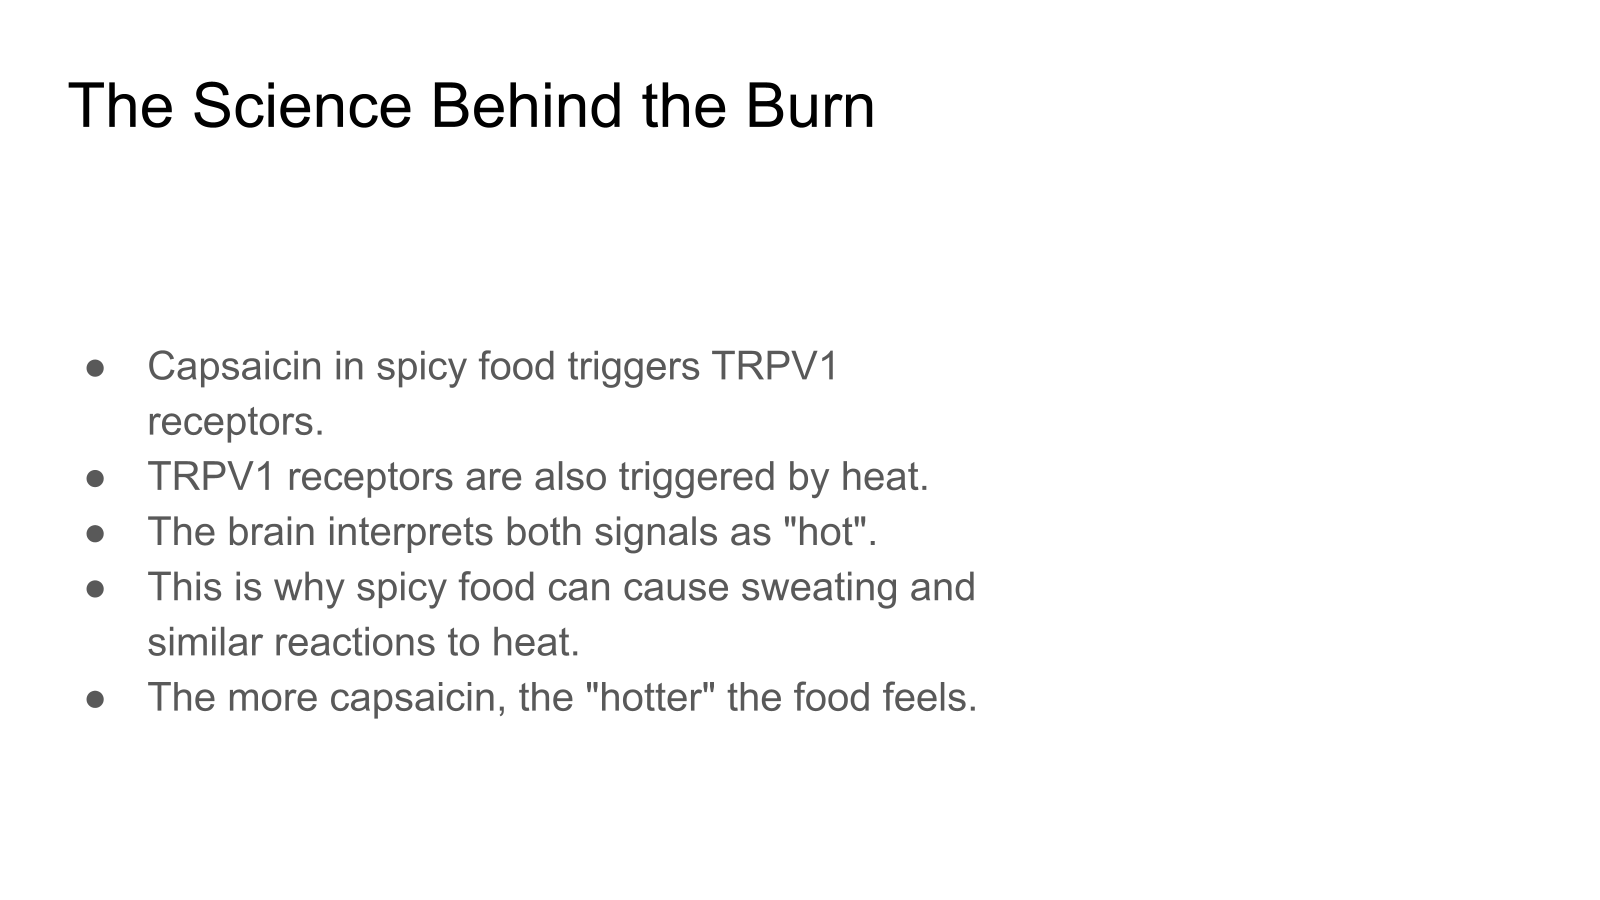 The Science Behind the Burn
● Capsaicin in spicy food triggers TRPV1
receptors.
● TRPV1 receptors are also triggered by heat.
● The brain interprets both signals as "hot".
● This is why spicy food can cause sweating and
similar reactions to heat.
● The more capsaicin, the "hotter" the food feels.